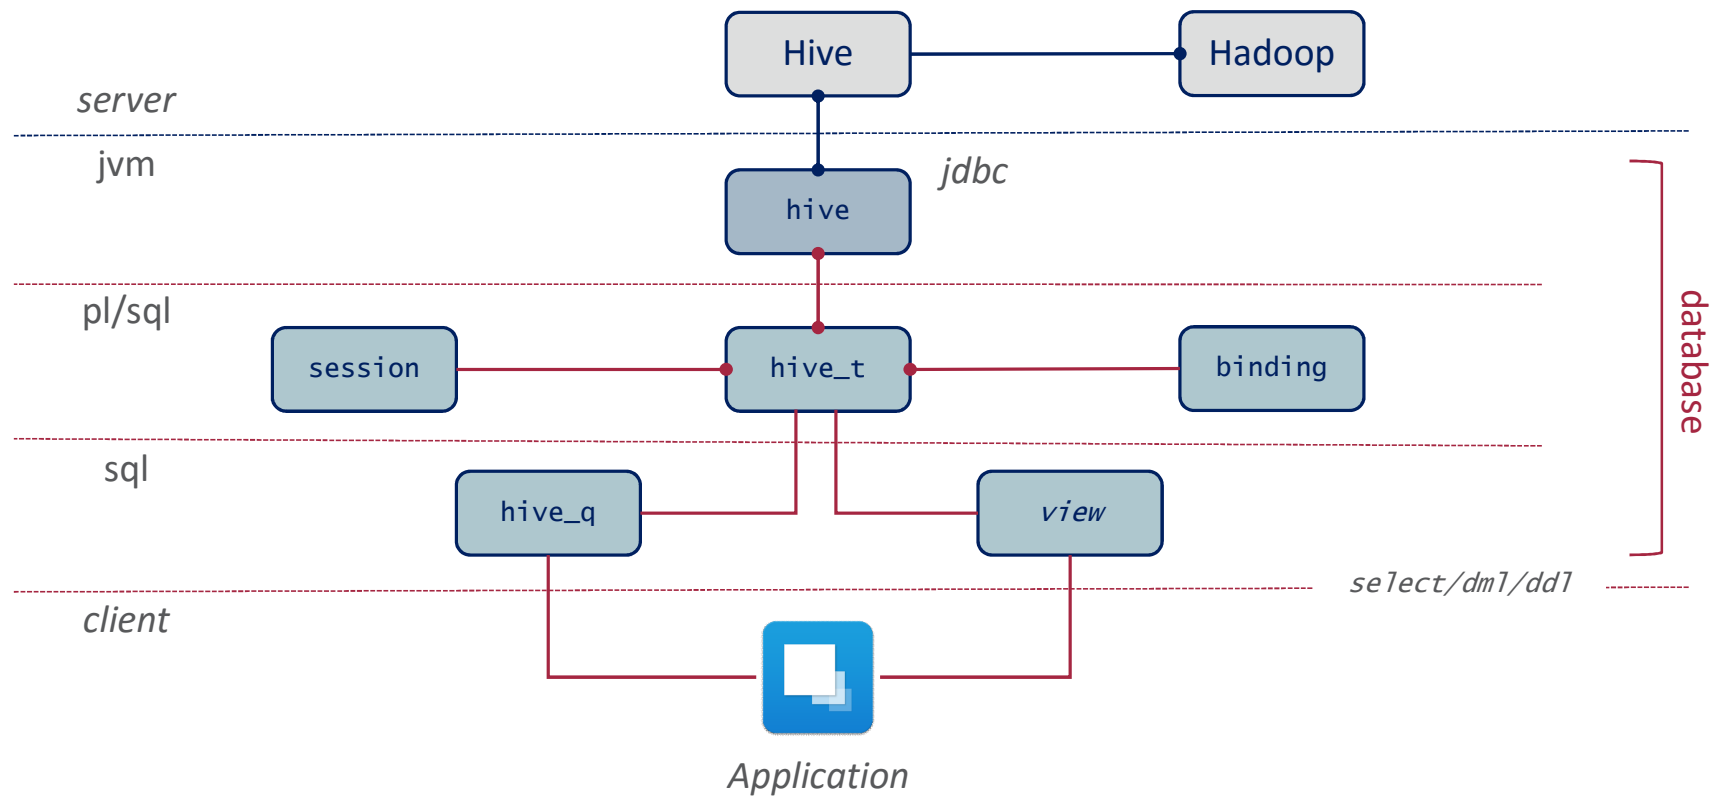 Hive
Hadoop
server
jvm
jdbc
hive
pl/sql
session
hive_t
binding
database
sql
hive_q
view
select/dml/ddl
client
Application